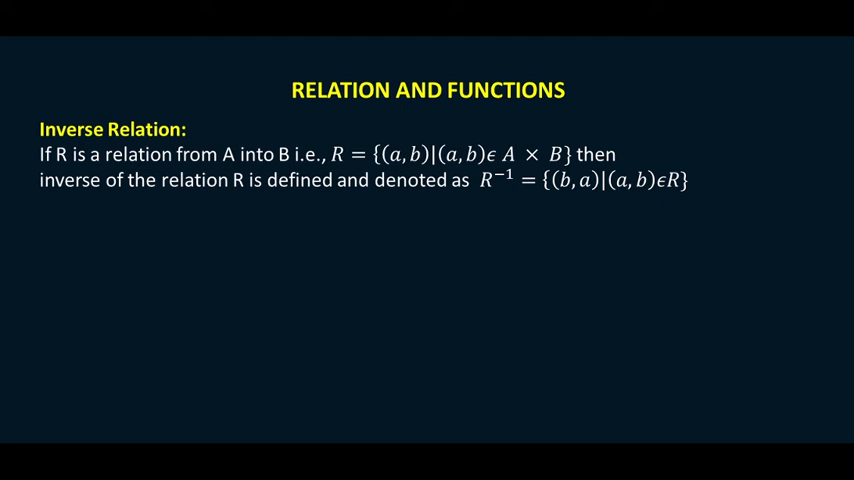 RELATION AND FUNCTIONS
Inverse Relation:
If R is a relation from A into B i.e., 𝑅 = {(𝑎, 𝑏)|(𝑎, 𝑏)𝜖 𝐴 × 𝐵} then
inverse of the relation R is defined and denoted as 𝑅⁻¹ = {(𝑏, 𝑎)|(𝑎, 𝑏)𝜖𝑅}